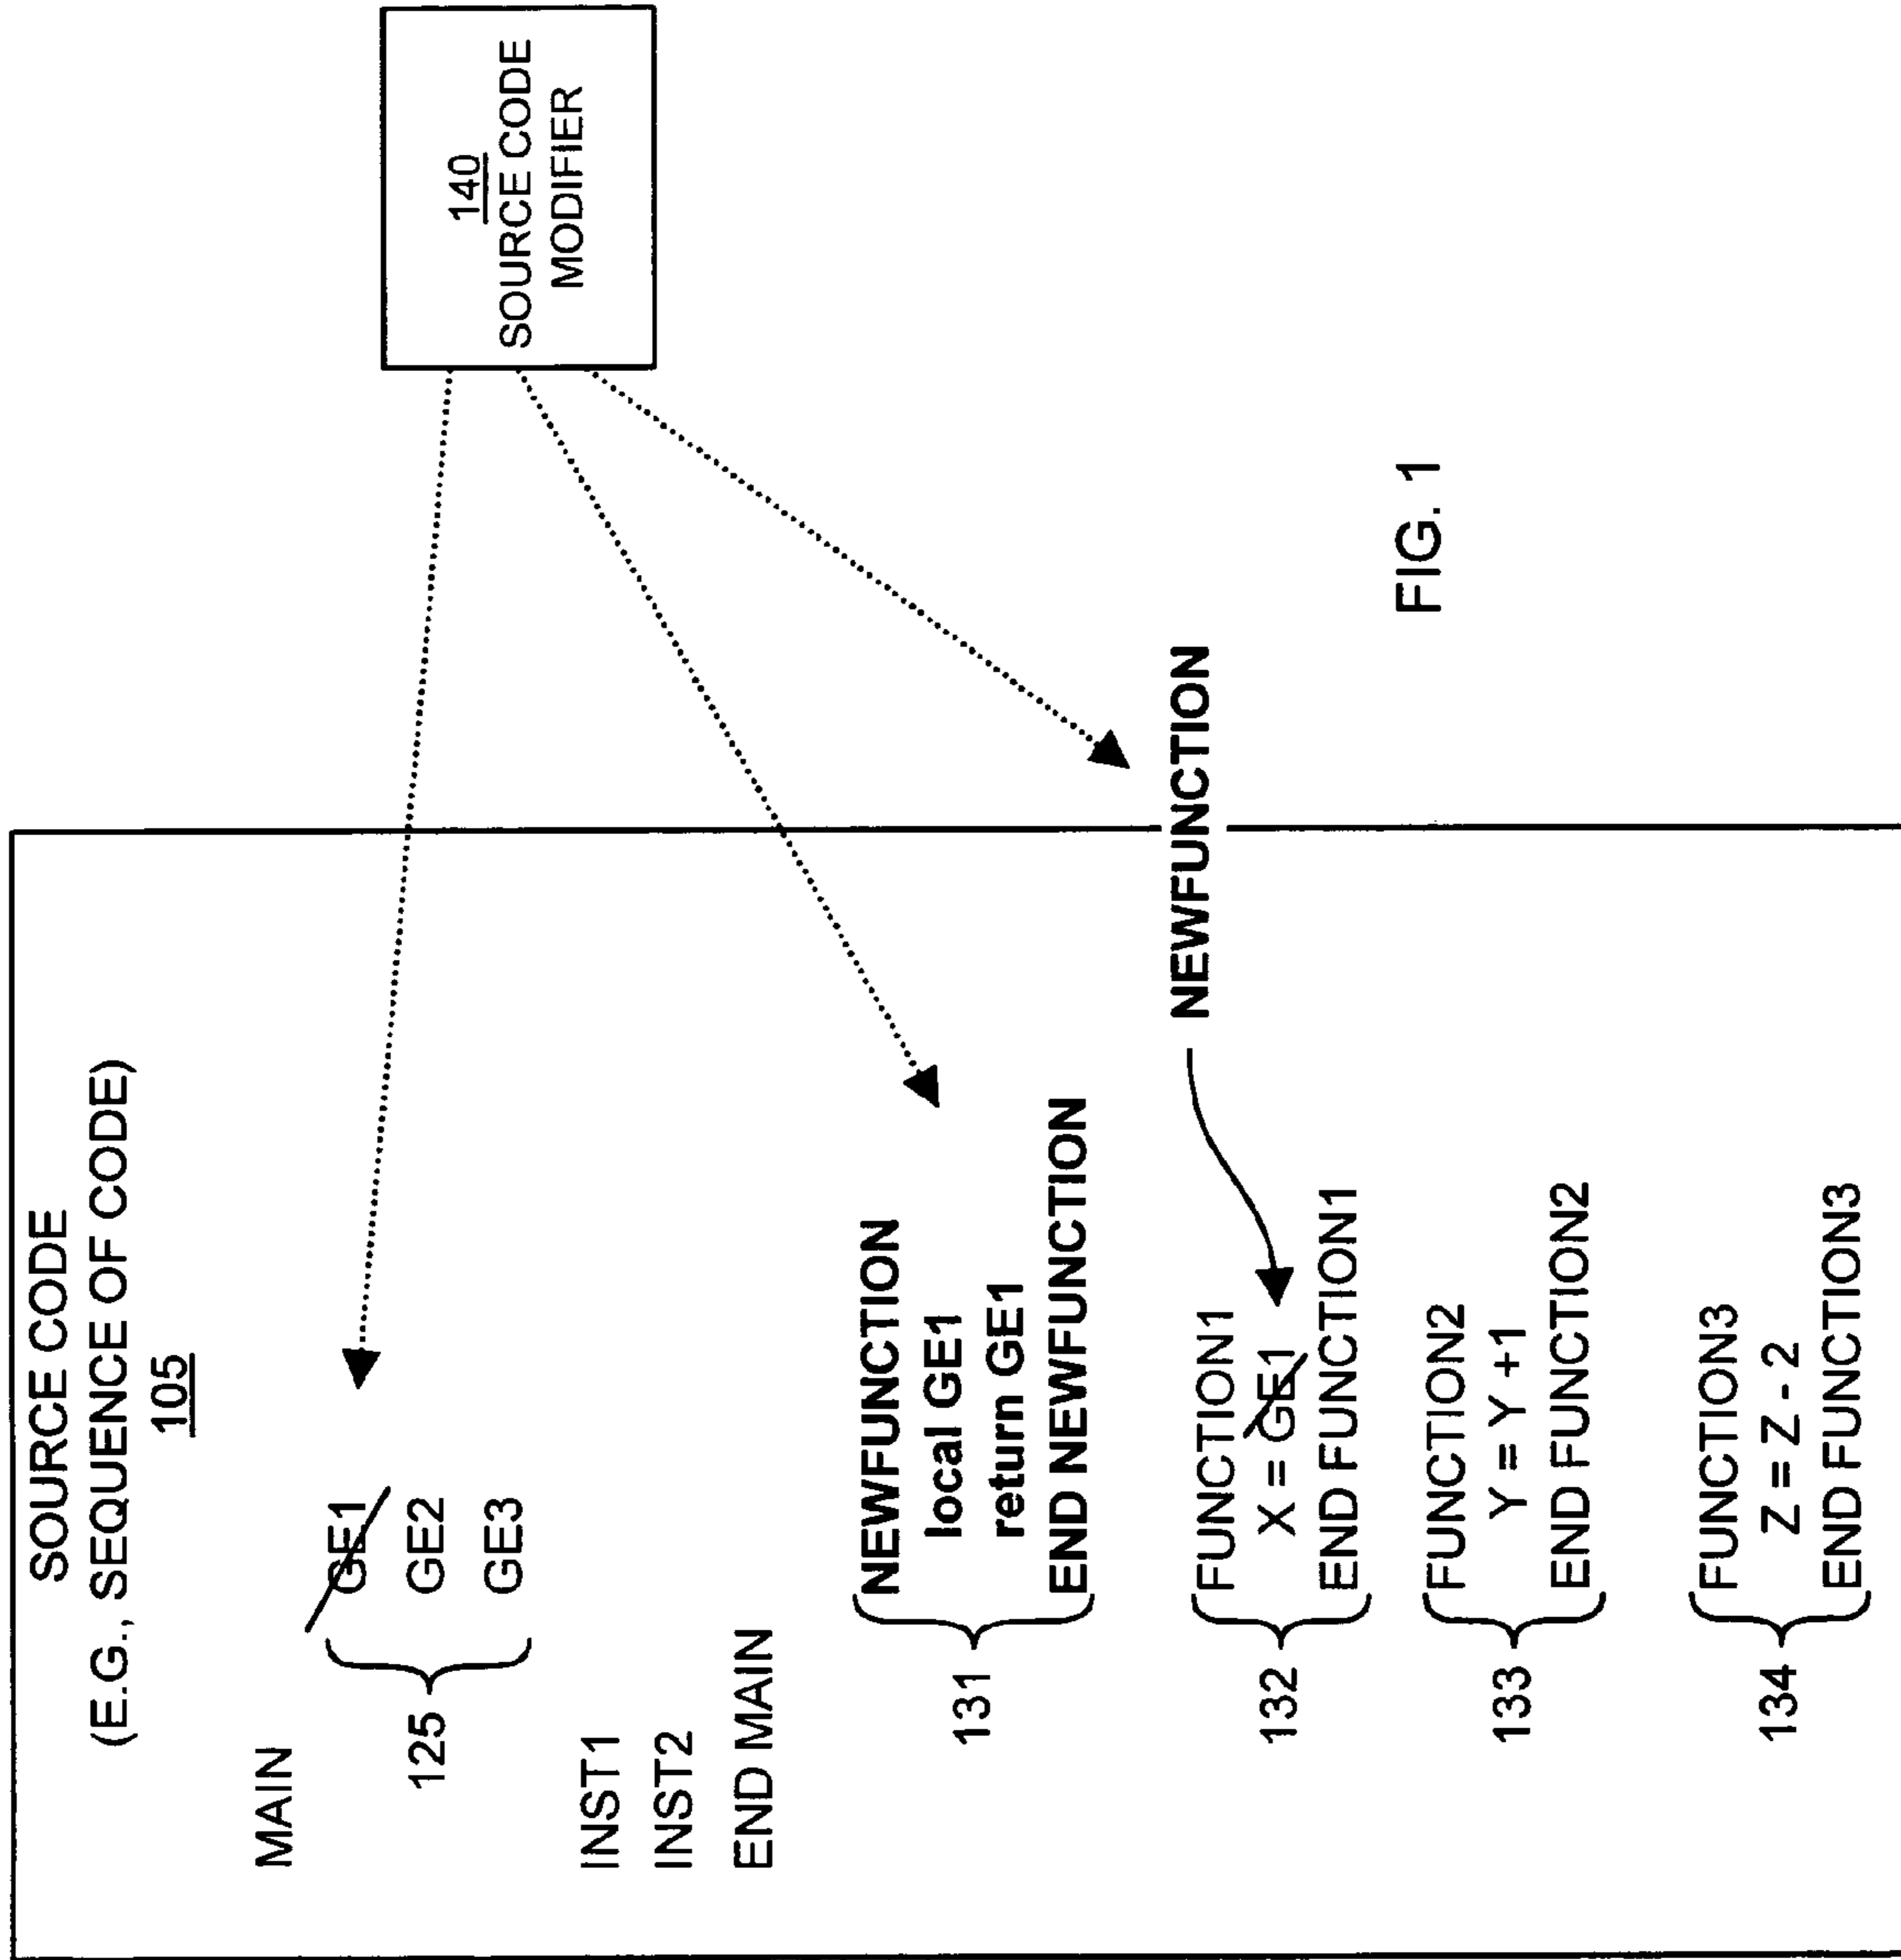 SOURCE CODE
(E.G., SEQUENCE OF CODE)
105
MAIN
GE1
125
GE2
GE3
INST1
INST2
END MAIN
131
NEWFUNCTION
local GE1
return GE1
END NEWFUNCTION
132
FUNCTION1
X = GE1
END FUNCTION1
NEWFUNCTION
133
FUNCTION2
Y = Y +1
END FUNCTION2
134
FUNCTION3
Z = Z - 2
END FUNCTION3
140
SOURCE CODE
MODIFIER
FIG. 1